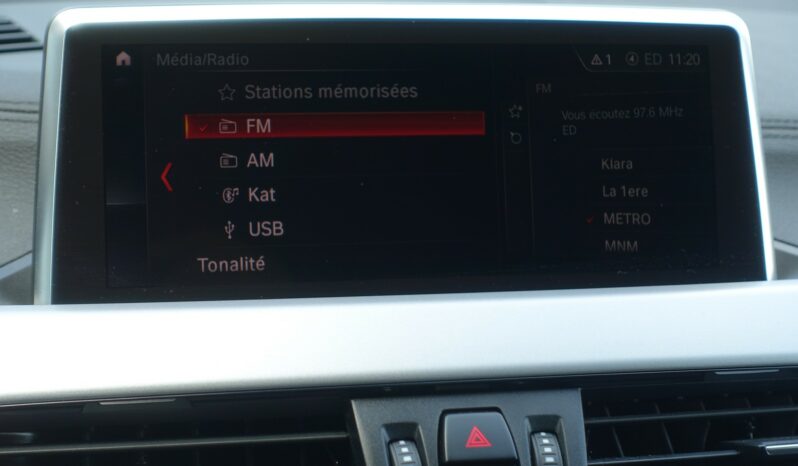 Média/Radio
1 4 ED 11:20
Stations mémorisées
FM
AM
Kat
USB
Tonalité
FM
Vous écoutez 97.6 MHz
ED
Klara
La 1ere
METRO
MNM